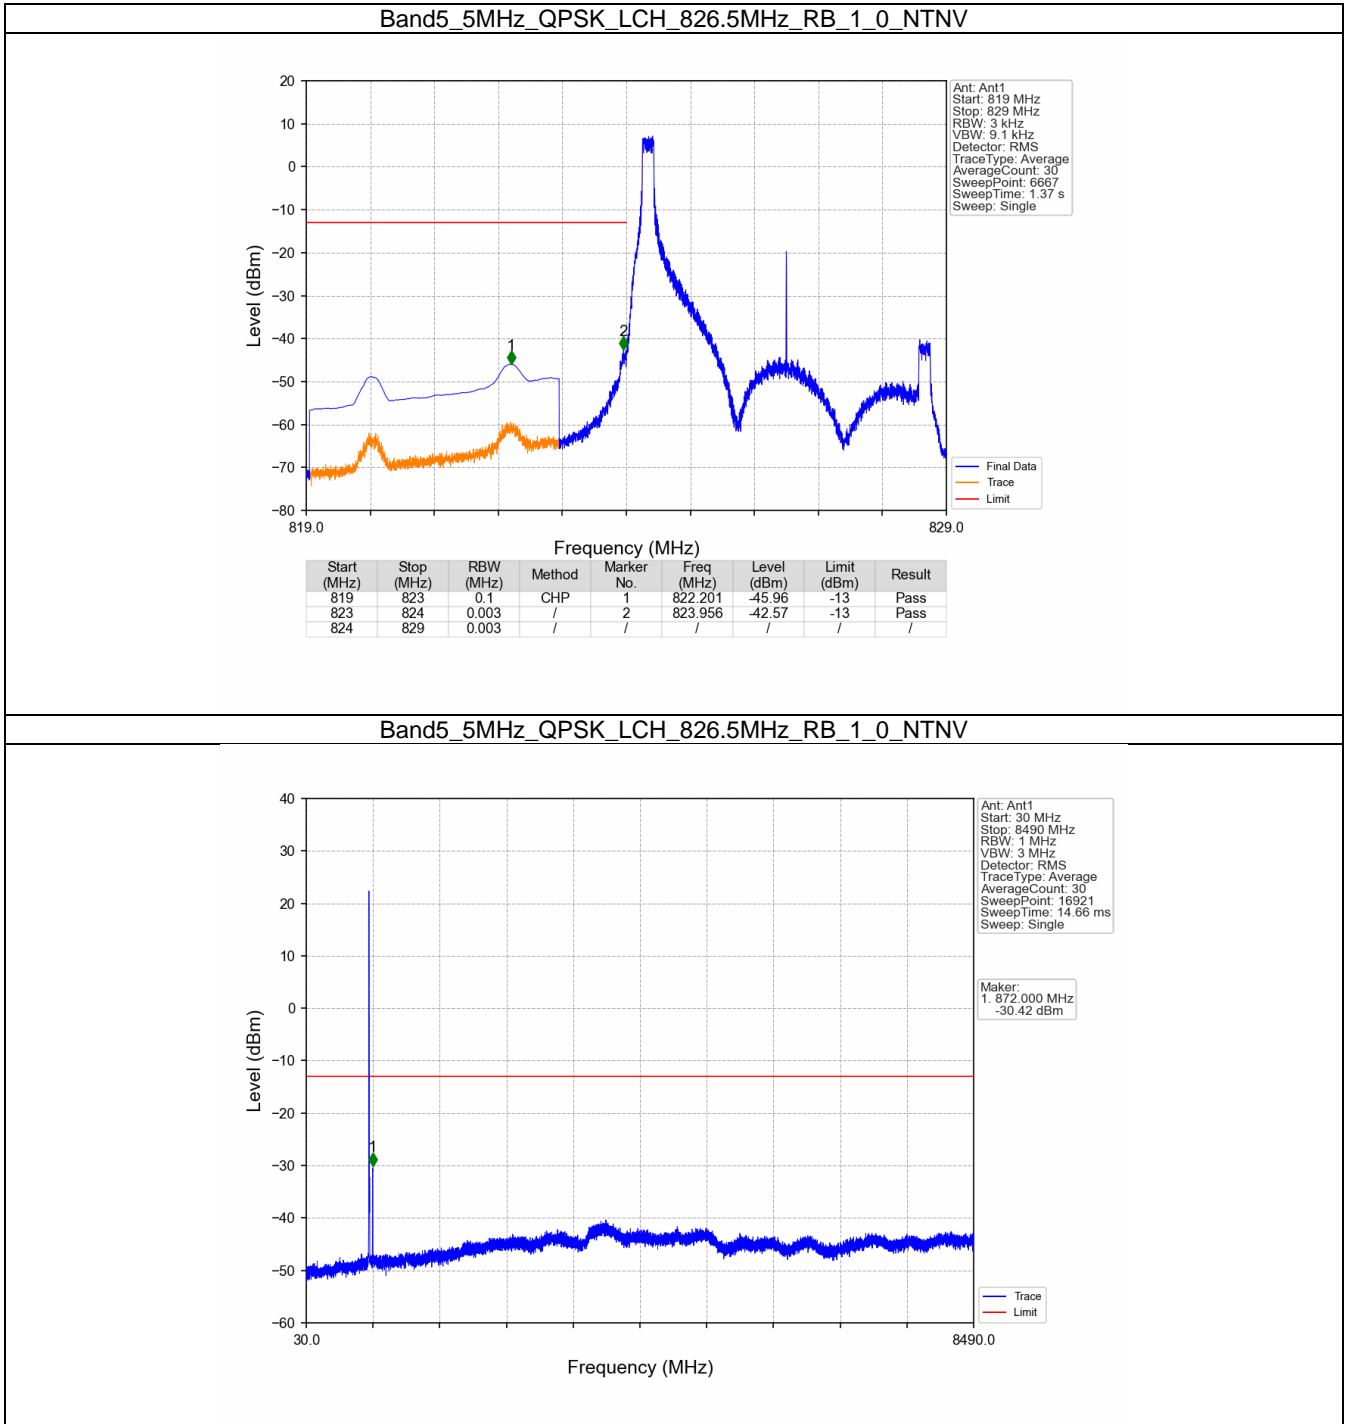 Band5_5MHz_QPSK_LCH_826.5MHz_RB_1_0_NTNV
20
10
0
−10
−20
−30
−40
−50
−60
−70
−80
Level (dBm)
1
2
819.0
829.0
Frequency (MHz)
Ant: Ant1
Start: 819 MHz
Stop: 829 MHz
RBW: 3 kHz
VBW: 9.1 kHz
Detector: RMS
TraceType: Average
AverageCount: 30
SweepPoint: 6667
SweepTime: 1.37 s
Sweep: Single
Final Data
Trace
Limit
Start (MHz) Stop (MHz) RBW (MHz) Method Marker No. Freq (MHz) Level (dBm) Limit (dBm) Result
819 823 0.1 CHP 1 822.201 -45.96 -13 Pass
823 824 0.003 / 2 823.956 -42.57 -13 Pass
824 829 0.003 / / / / / /
Band5_5MHz_QPSK_LCH_826.5MHz_RB_1_0_NTNV
40
30
20
10
0
−10
−20
−30
−40
−50
−60
Level (dBm)
1
30.0
8490.0
Frequency (MHz)
Ant: Ant1
Start: 30 MHz
Stop: 8490 MHz
RBW: 1 MHz
VBW: 3 MHz
Detector: RMS
TraceType: Average
AverageCount: 30
SweepPoint: 16921
SweepTime: 14.66 ms
Sweep: Single
Maker:
1. 872.000 MHz
-30.42 dBm
Trace
Limit